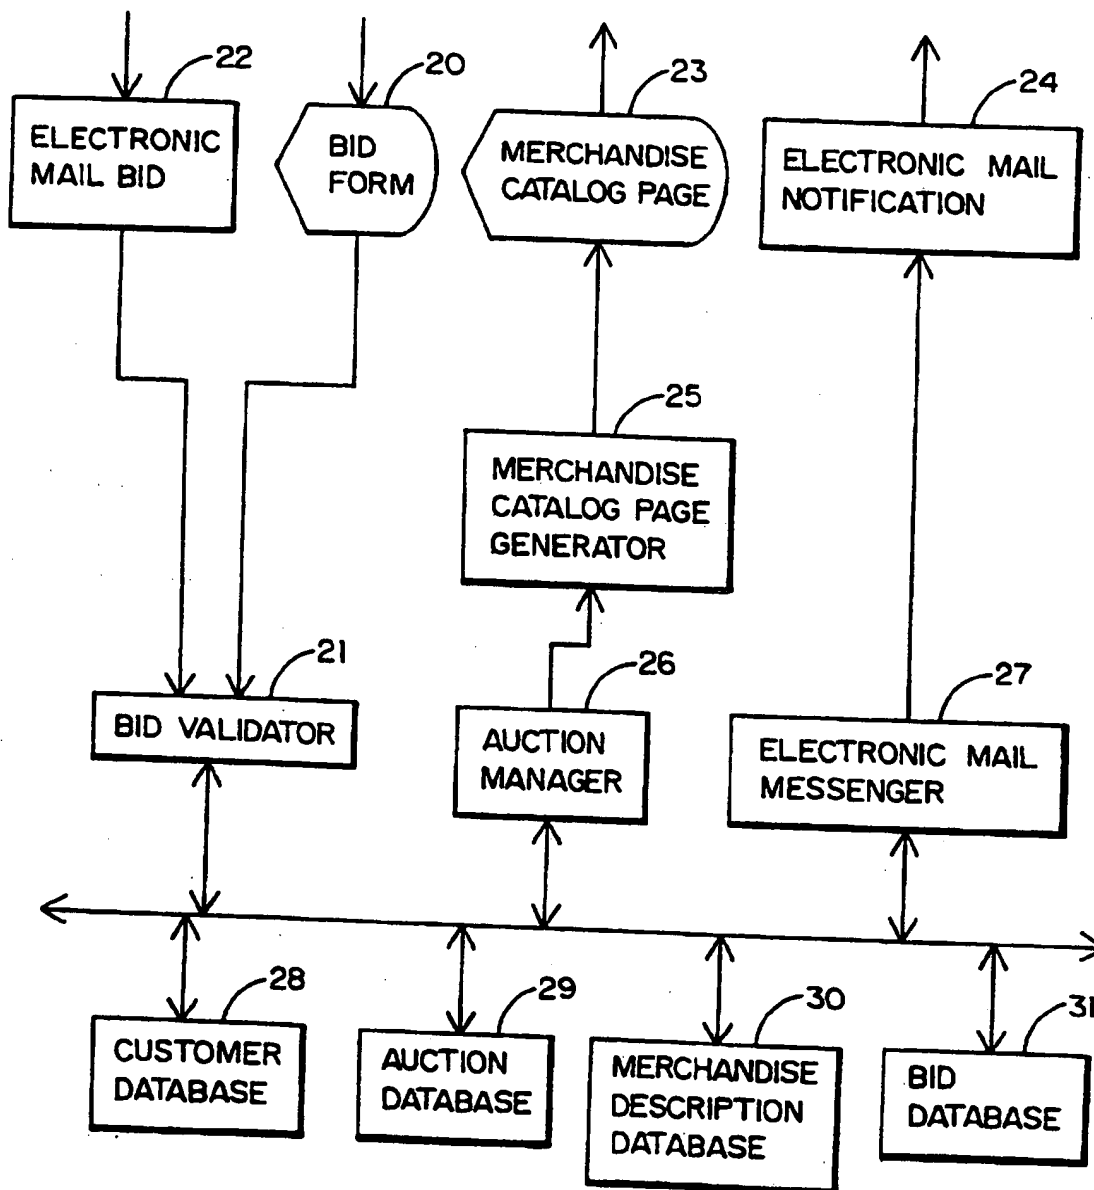 22
ELECTRONIC
MAIL BID
20
BID
FORM
23
MERCHANDISE
CATALOG PAGE
24
ELECTRONIC MAIL
NOTIFICATION
25
MERCHANDISE
CATALOG PAGE
GENERATOR
21
BID VALIDATOR
26
AUCTION
MANAGER
27
ELECTRONIC MAIL
MESSENGER
28
CUSTOMER
DATABASE
29
AUCTION
DATABASE
30
MERCHANDISE
DESCRIPTION
DATABASE
31
BID
DATABASE